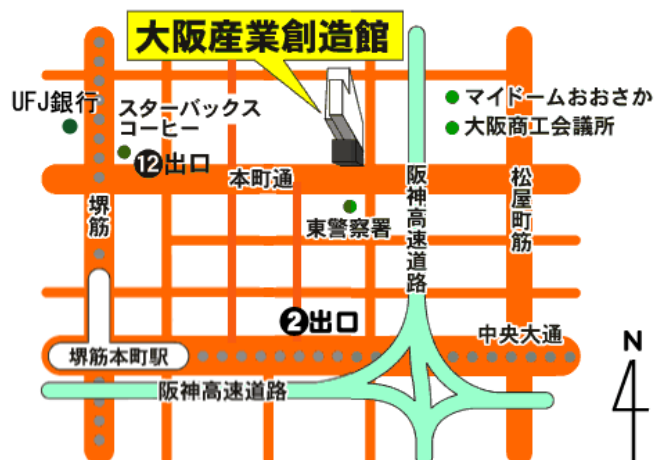 大阪産業創造館
UFJ銀行
スターバックス
コーヒー
マイドームおおさか
大阪商工会議所
⓬出口
本町通
堺筋
東警察署
阪神高速道路
松屋町筋
❷出口
中央大通
堺筋本町駅
阪神高速道路
N